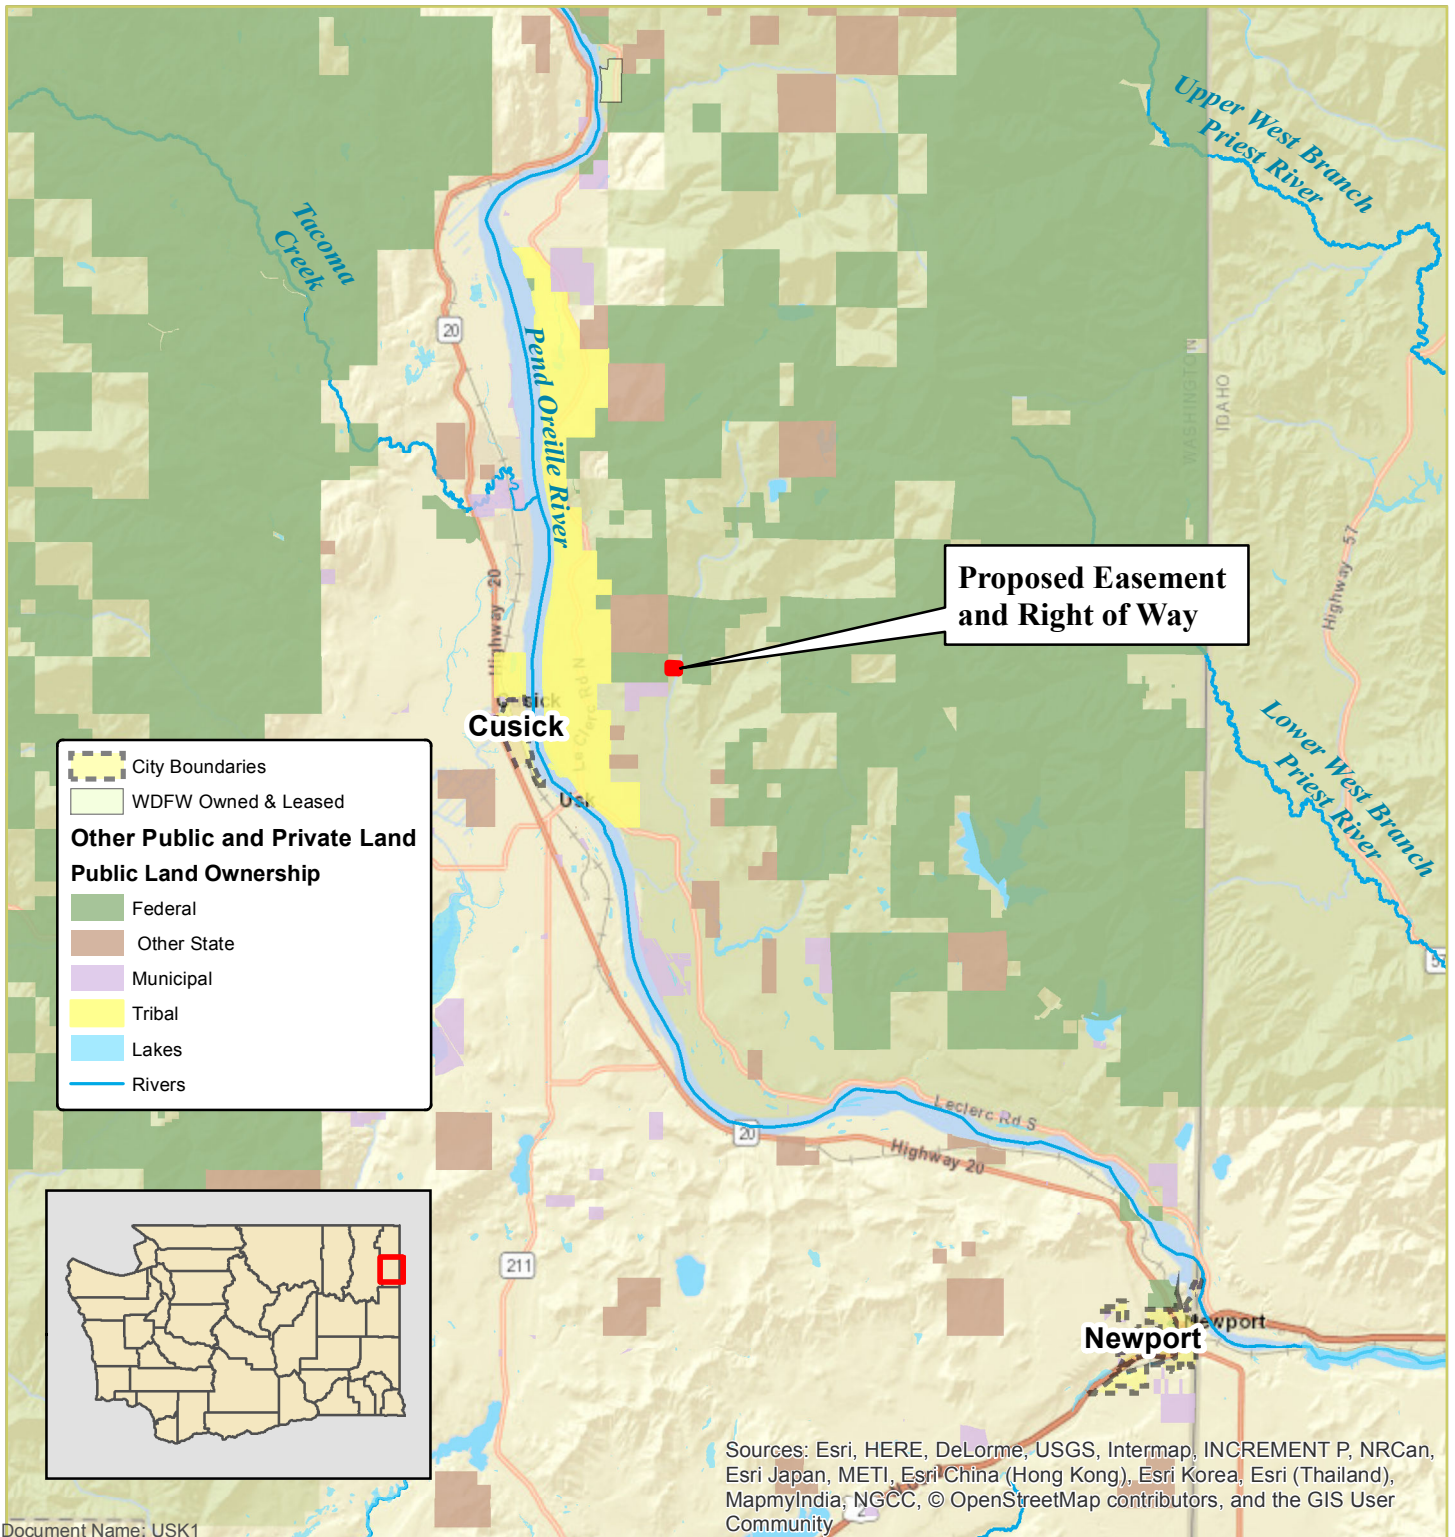 Upper West Branch
Priest River
Tacoma
Creek
20
Pend Oreille River
WASHINGTON
IDAHO
Highway 57
Proposed Easement
and Right of Way
Highway 20
Le Clerc Rd N
Cusick
Cusick
Usk
Lower West Branch
Priest River
57
City Boundaries
WDFW Owned & Leased
Other Public and Private Land
Public Land Ownership
Federal
Other State
Municipal
Tribal
Lakes
Rivers
Leclerc Rd S
20
Highway 20
211
Newport
Newport
2
Sources: Esri, HERE, DeLorme, USGS, Intermap, INCREMENT P, NRCan,
Esri Japan, METI, Esri China (Hong Kong), Esri Korea, Esri (Thailand),
MapmyIndia, NGCC, © OpenStreetMap contributors, and the GIS User
Community
Document Name: USK1